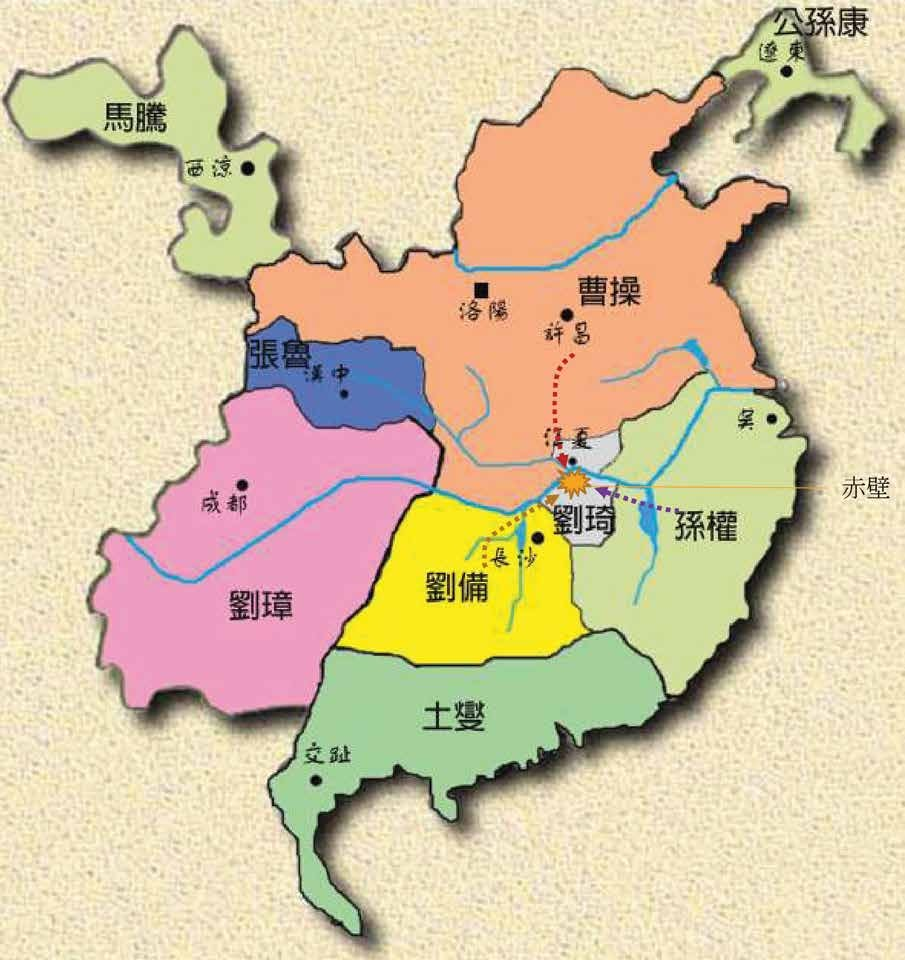 公孫康
遼東
馬騰
西涼
曹操
洛陽
許昌
張魯
漢中
吳
江夏
赤壁
成都
劉琦
孫權
長沙
劉備
劉璋
士燮
交趾